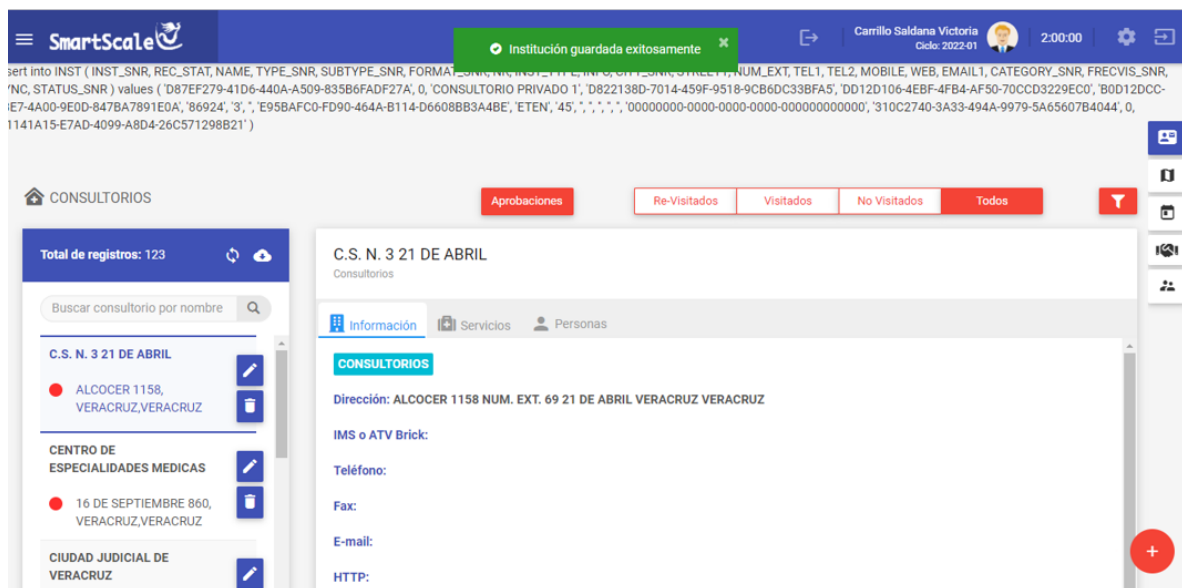 SmartScale
Institución guardada exitosamente
Carrillo Saldana Victoria
Ciclo: 2022-01
2:00:00
sert into INST ( INST_SNR, REC_STAT, NAME, TYPE_SNR, SUBTYPE_SNR, FORMAT_SNR, NR, INST_TYPE, INFO, CITY_SNR, STREET1, NUM_EXT, TEL1, TEL2, MOBILE, WEB, EMAIL1, CATEGORY_SNR, FRECVIS_SNR,
YNC, STATUS_SNR ) values ( 'D87EF279-41D6-440A-A509-835B6FADF27A', 0, 'CONSULTORIO PRIVADO 1', 'D822138D-7014-459F-9518-9CB6DC33BFA5', 'DD12D106-4EBF-4FB4-AF50-70CCD3229EC0', 'B0D12DCC-
3E7-4A00-9E0D-847BA7891E0A', '86924', '3', '', 'E95BAFC0-FD90-464A-B114-D6608BB3A4BE', 'ETEN', '45', '', '', '', '', '', '00000000-0000-0000-0000-000000000000', '310C2740-3A33-494A-9979-5A65607B4044', 0,
1141A15-E7AD-4099-A8D4-26C571298B21' )
CONSULTORIOS
Aprobaciones
Re-Visitados
Visitados
No Visitados
Todos
Total de registros: 123
Buscar consultorio por nombre
C.S. N. 3 21 DE ABRIL
ALCOCER 1158,
VERACRUZ,VERACRUZ
CENTRO DE
ESPECIALIDADES MEDICAS
16 DE SEPTIEMBRE 860,
VERACRUZ,VERACRUZ
CIUDAD JUDICIAL DE
VERACRUZ
C.S. N. 3 21 DE ABRIL
Consultorios
Información
Servicios
Personas
CONSULTORIOS
Dirección: ALCOCER 1158 NUM. EXT. 69 21 DE ABRIL VERACRUZ VERACRUZ
IMS o ATV Brick:
Teléfono:
Fax:
E-mail:
HTTP: